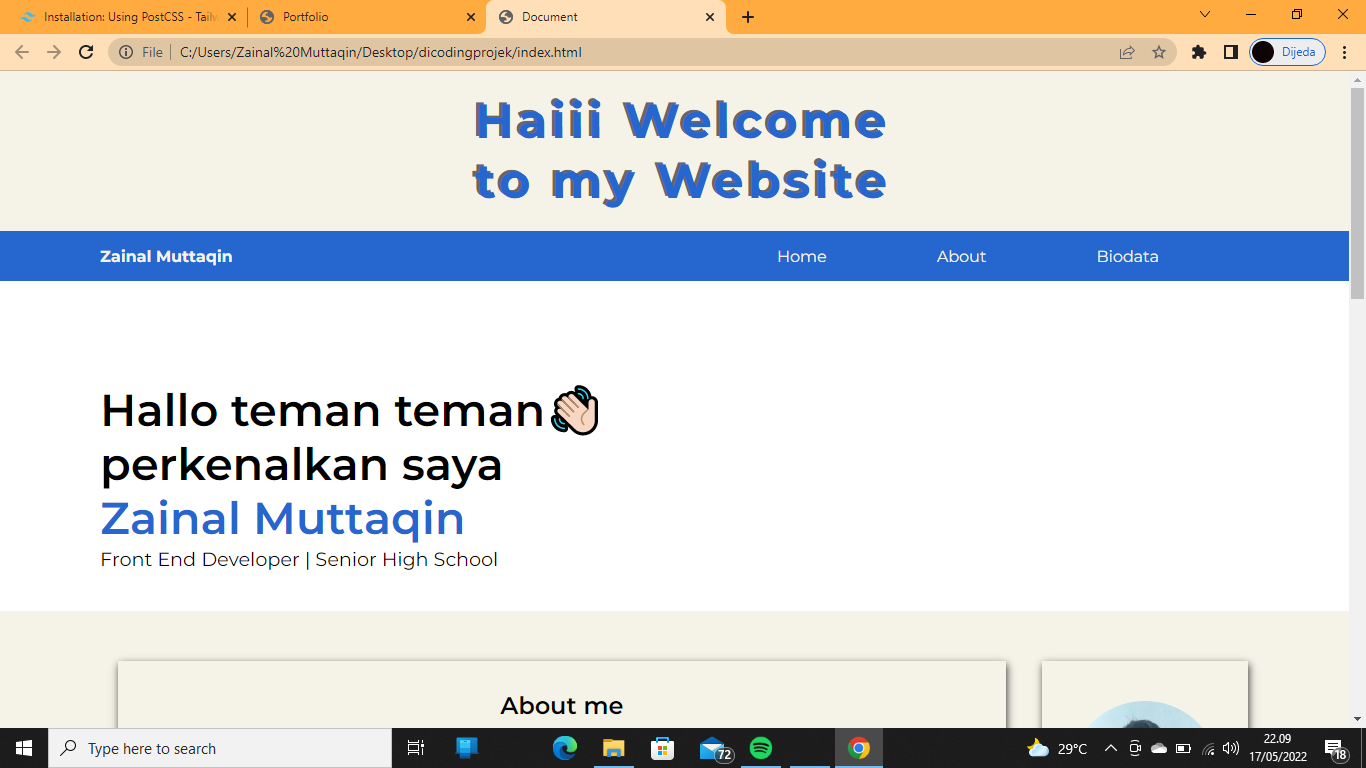 Installation: Using PostCSS - Tailw
Portfolio
Document
File
C:/Users/Zainal%20Muttaqin/Desktop/dicodingprojek/index.html
Dijeda
Haiii Welcome
to my Website
Zainal Muttaqin
Home
About
Biodata
Hallo teman teman👋🏻
perkenalkan saya
Zainal Muttaqin
Front End Developer | Senior High School
About me
Type here to search
72
29°C
22.09
17/05/2022
18